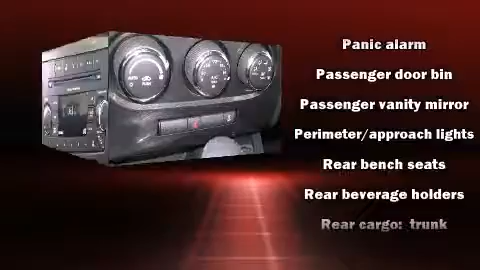 Panic alarm
Passenger door bin
Passenger vanity mirror
Perimeter/approach lights
Rear bench seats
Rear beverage holders
Rear cargo: trunk